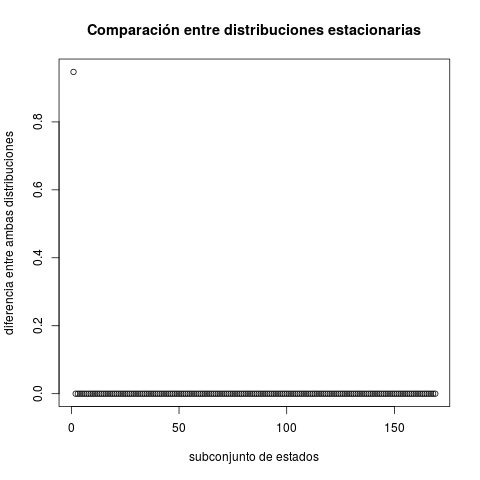 Comparación entre distribuciones estacionarias
diferencia entre ambas distribuciones
0.8
0.6
0.4
0.2
0.0
0 50 100 150
subconjunto de estados